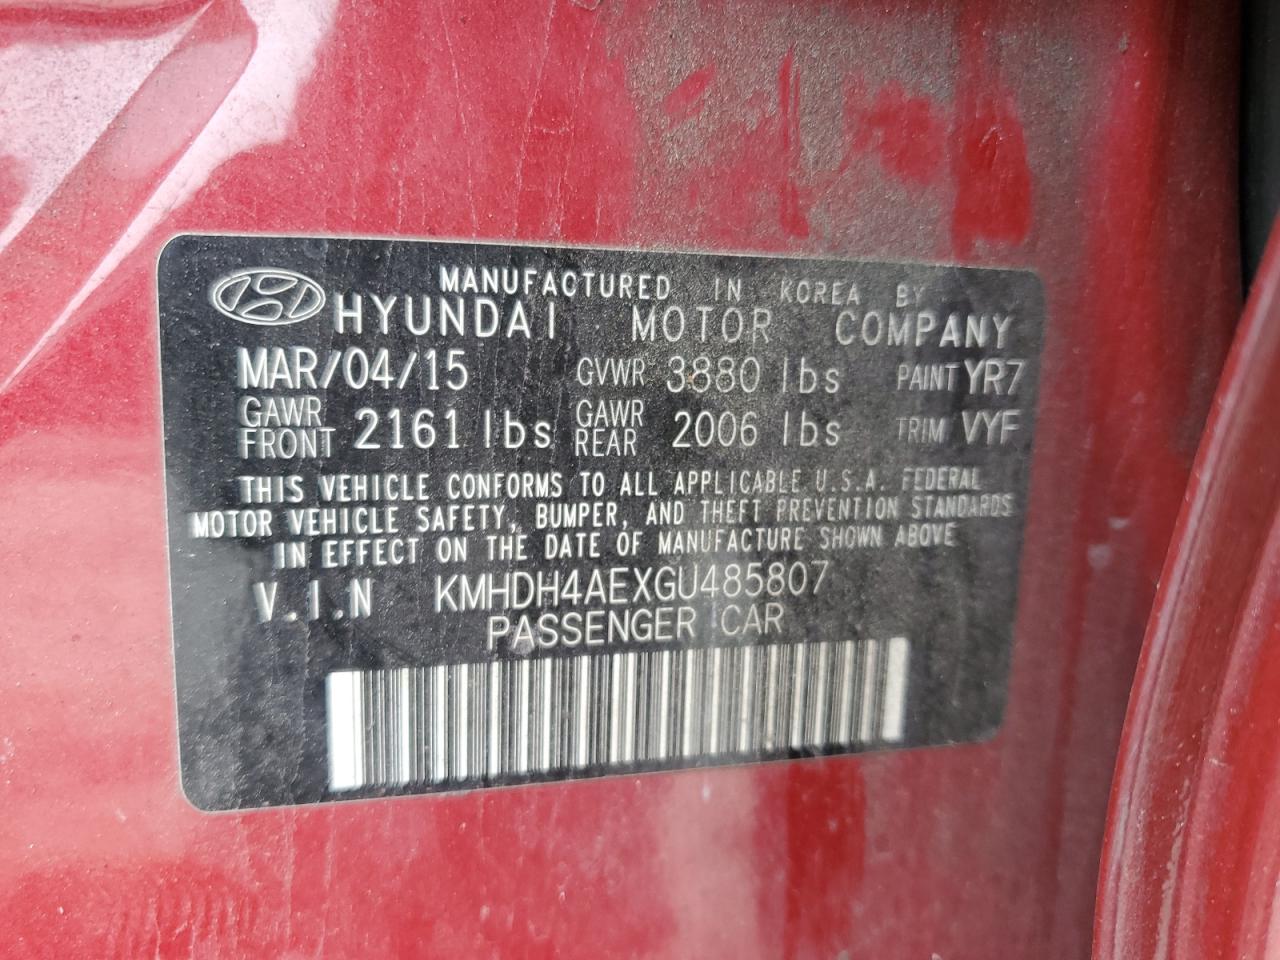 MANUFACTURED IN KOREA BY
HYUNDAI MOTOR COMPANY
MAR/04/15 GVWR 3880 lbs PAINT YR7
GAWR FRONT 2161 lbs GAWR REAR 2006 lbs TRIM VYF
THIS VEHICLE CONFORMS TO ALL APPLICABLE U.S.A. FEDERAL
MOTOR VEHICLE SAFETY, BUMPER, AND THEFT PREVENTION STANDARDS
IN EFFECT ON THE DATE OF MANUFACTURE SHOWN ABOVE
V.I.N KMHDH4AEXGU485807
PASSENGER CAR